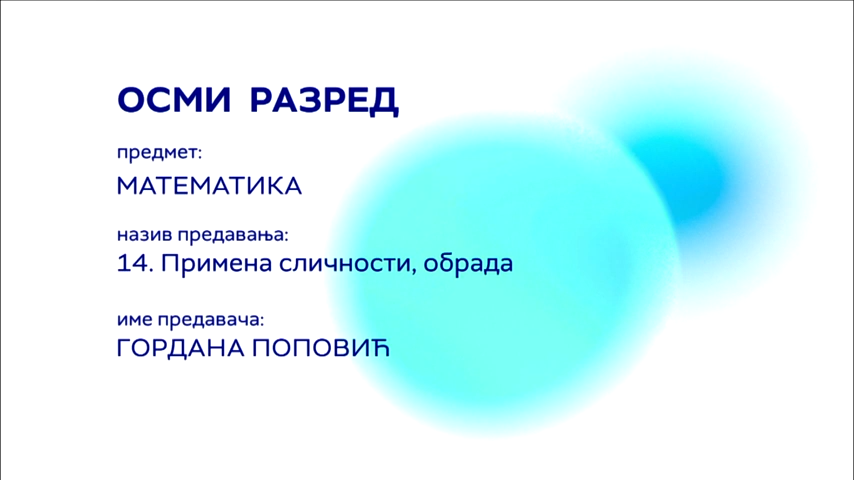 ОСМИ РАЗРЕД
предмет:
МАТЕМАТИКА
назив предавања:
14. Примена сличности, обрада
име предавача:
ГОРДАНА ПОПОВИЋ